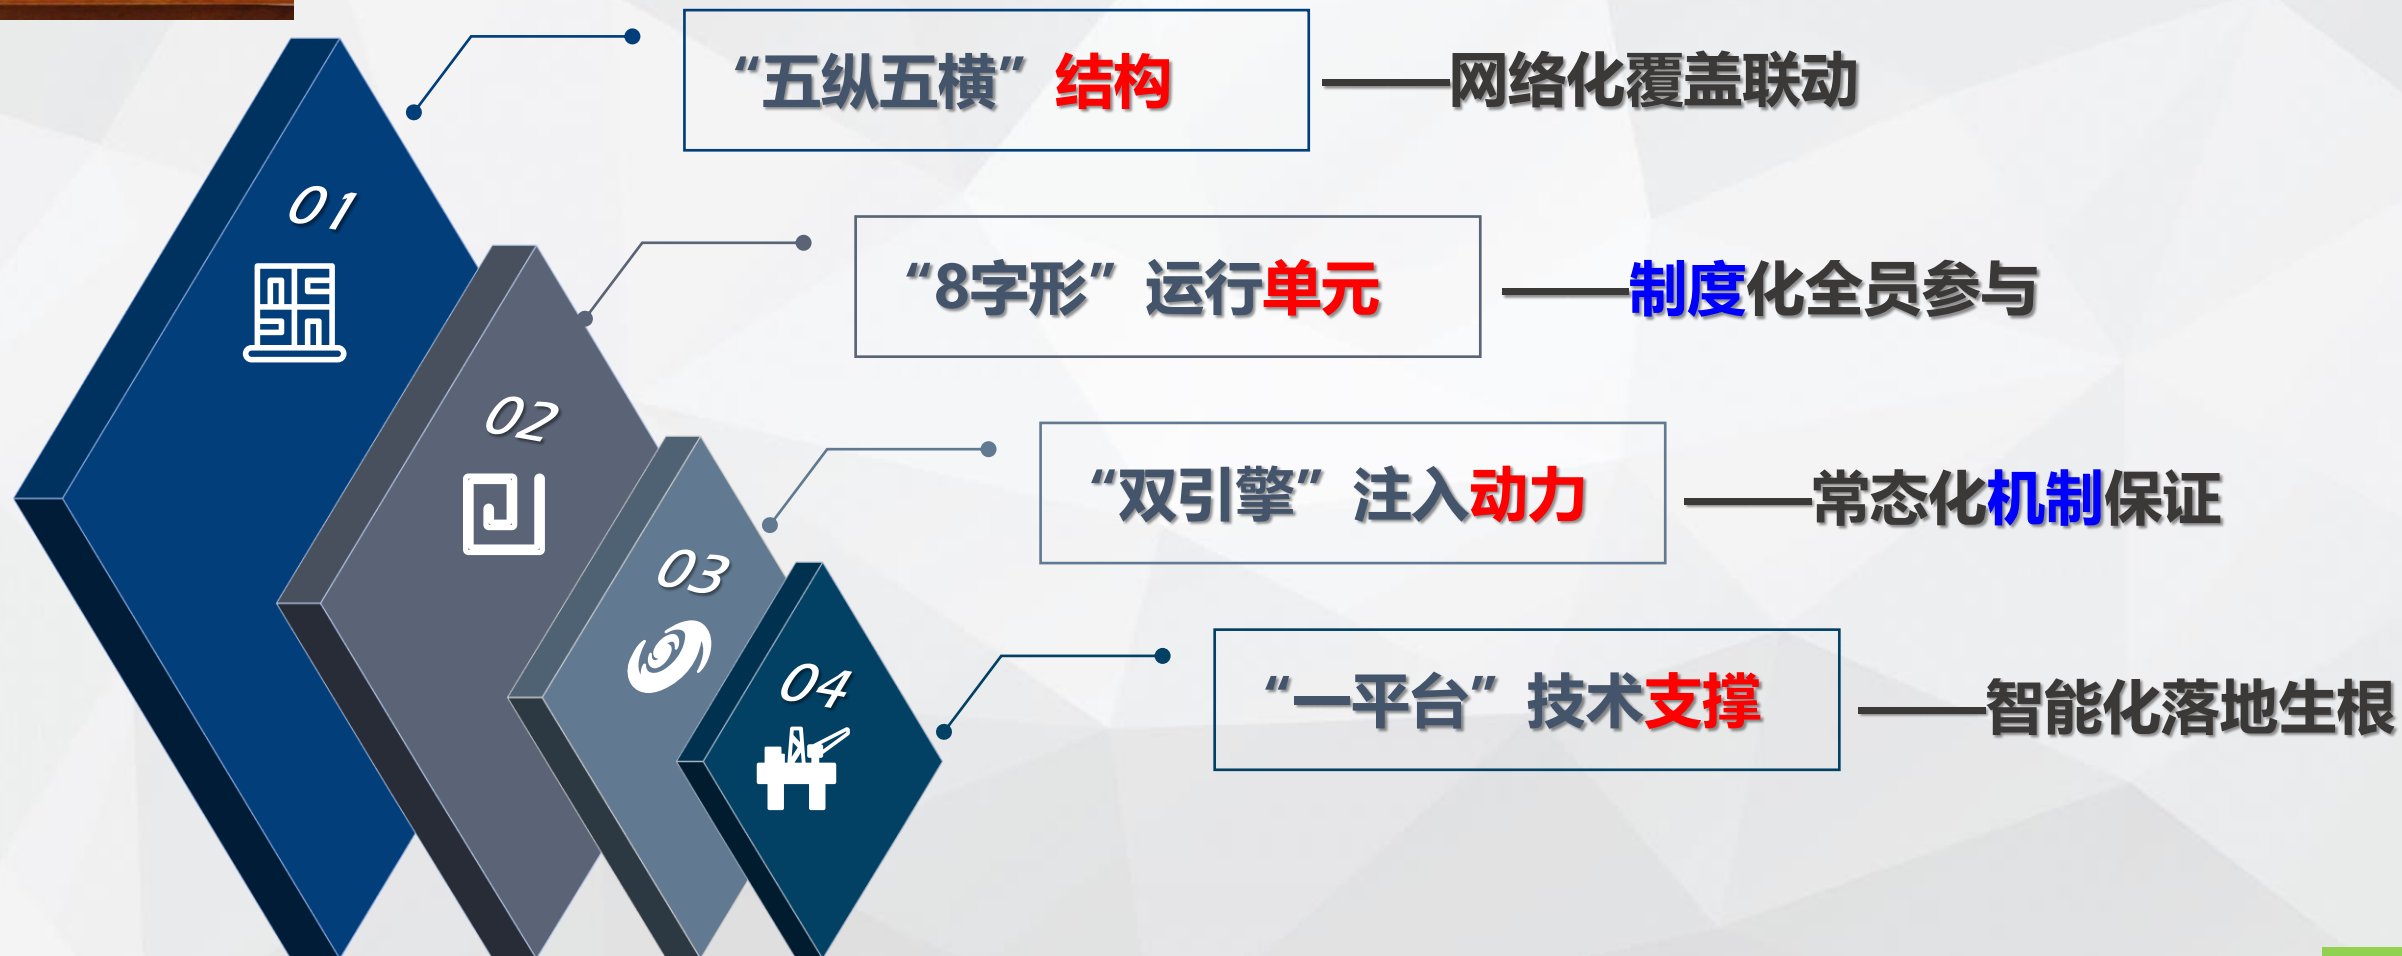 01
“五纵五横” 结构 ——网络化覆盖联动
02
“8字形” 运行单元 ——制度化全员参与
03
“双引擎” 注入动力 ——常态化机制保证
04
“一平台” 技术支撑 ——智能化落地生根